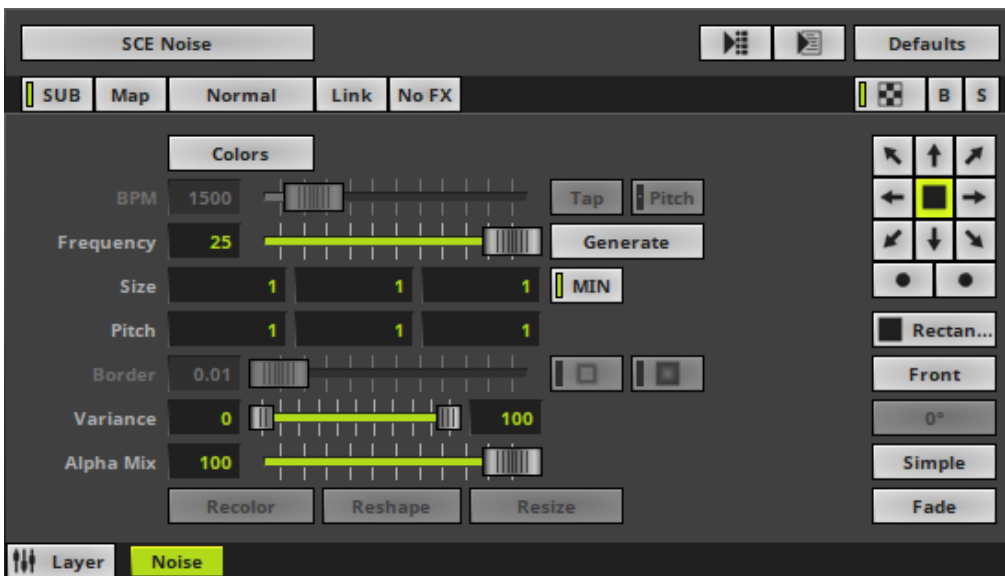 SCE Noise Defaults
SUB Map Normal Link No FX B S
Colors
BPM 1500 Tap Pitch
Frequency 25 Generate
Size 1 1 1 MIN
Pitch 1 1 1
Rectan...
Border 0.01 Front
Variance 0 100 0°
Alpha Mix 100 Simple
Recolor Reshape Resize Fade
Layer Noise